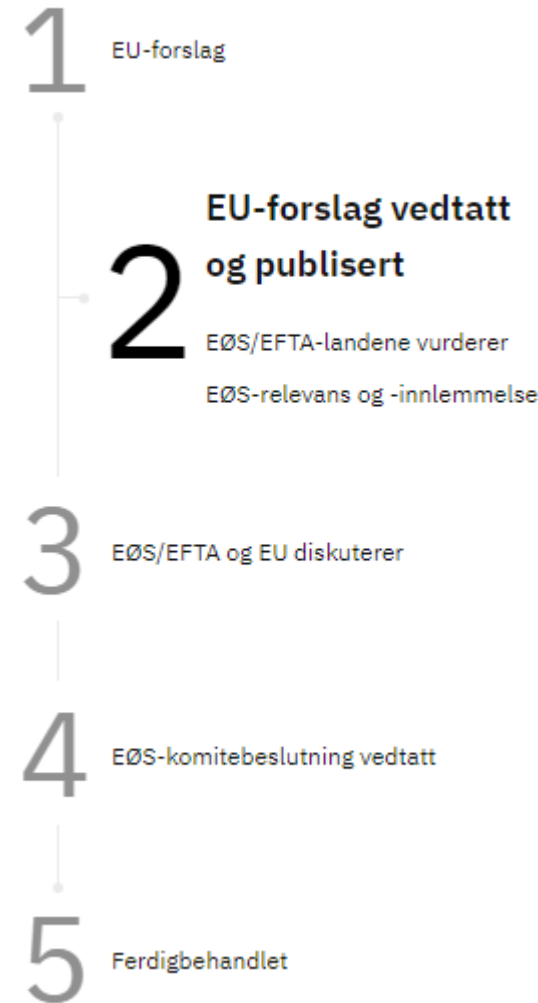 1
EU-forslag
2
EU-forslag vedtatt
og publisert
EØS/EFTA-landene vurderer
EØS-relevans og -innlemmelse
3
EØS/EFTA og EU diskuterer
4
EØS-komitebeslutning vedtatt
5
Ferdigbehandlet